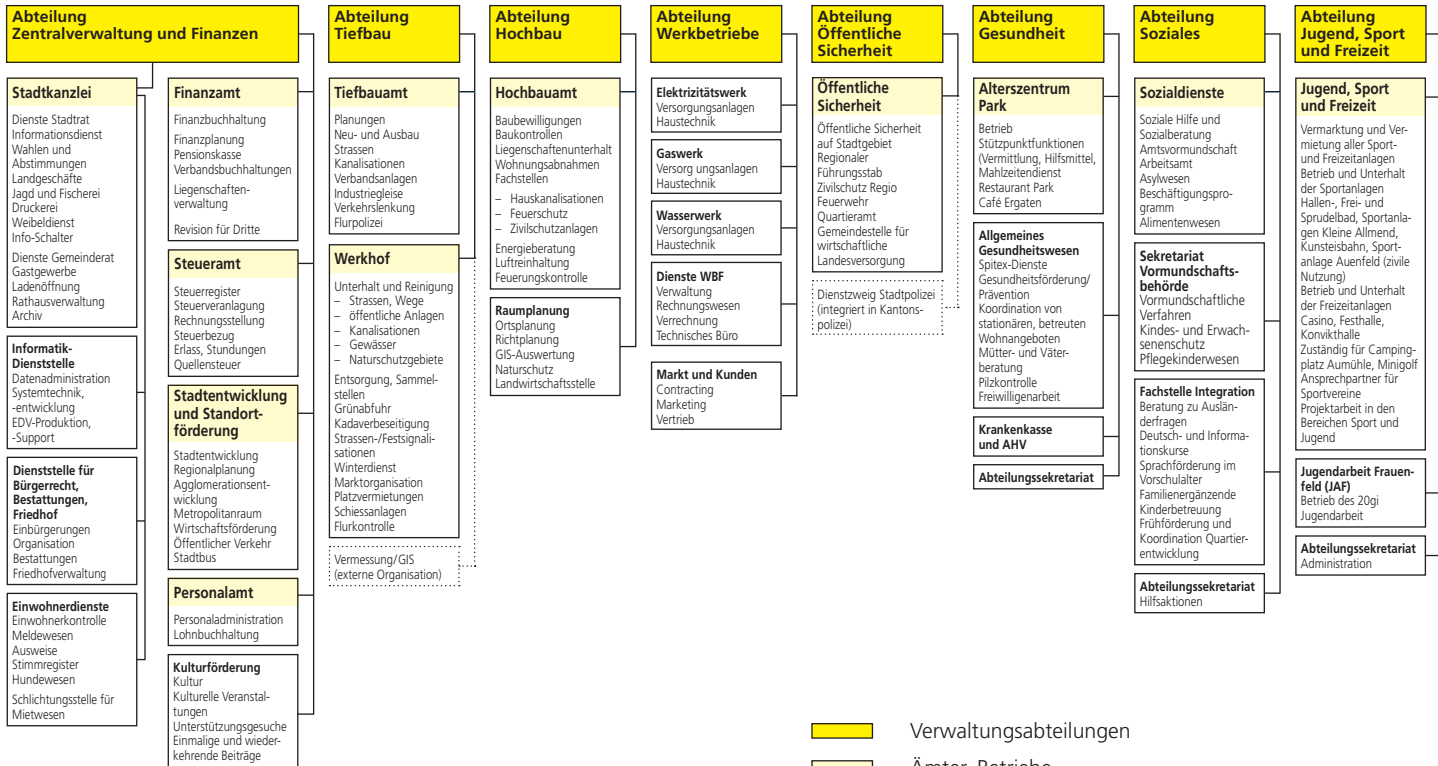 Abteilung
Zentralverwaltung und Finanzen
Stadtkanzlei
Dienste Stadtrat
Informationsdienst
Wahlen und
Abstimmungen
Landgeschäfte
Jagd und Fischerei
Druckerei
Weibeldienst
Info-Schalter
Dienste Gemeinderat
Gastgewerbe
Ladenöffnung
Rathausverwaltung
Archiv
Informatik-
Dienststelle
Datenadministration
Systemtechnik,
-entwicklung
EDV-Produktion,
-Support
Dienststelle für
Bürgerrecht,
Bestattungen,
Friedhof
Einbürgerungen
Organisation
Bestattungen
Friedhofverwaltung
Einwohnerdienste
Einwohnerkontrolle
Meldewesen
Ausweise
Stimmregister
Hundewesen
Schlichtungsstelle für
Mietwesen
Finanzamt
Finanzbuchhaltung
Finanzplanung
Pensionskasse
Verbandsbuchhaltungen
Liegenschaften-
verwaltung
Revision für Dritte
Steueramt
Steuerregister
Steuerveranlagung
Rechnungsstellung
Steuerbezug
Erlass, Stundungen
Quellensteuer
Stadtentwicklung
und Standort-
förderung
Stadtentwicklung
Regionalplanung
Agglomerationsent-
wicklung
Metropolitanraum
Wirtschaftsförderung
Öffentlicher Verkehr
Stadtbus
Personalamt
Personaladministration
Lohnbuchhaltung
Kulturförderung
Kultur
Kulturelle Veranstal-
tungen
Unterstützungsgesuche
Einmalige und wieder-
kehrende Beiträge
Abteilung
Tiefbau
Tiefbauamt
Planungen
Neu- und Ausbau
Strassen
Kanalisationen
Verbandsanlagen
Industriegleise
Verkehrslenkung
Flurpolizei
Werkhof
Unterhalt und Reinigung
– Strassen, Wege
– öffentliche Anlagen
– Kanalisationen
– Gewässer
– Naturschutzgebiete
Entsorgung, Sammel-
stellen
Grünabfuhr
Kadaverbeseitigung
Strassen-/Festsignali-
sationen
Winterdienst
Marktorganisation
Platzvermietungen
Schiessanlagen
Flurkontrolle
Vermessung/GIS
(externe Organisation)
Abteilung
Hochbau
Hochbauamt
Baubewilligungen
Baukontrollen
Liegenschaftenunterhalt
Wohnungsabnahmen
Fachstellen
– Hauskanalisationen
– Feuerschutz
– Zivilschutzanlagen
Energieberatung
Luftreinhaltung
Feuerungskontrolle
Raumplanung
Ortsplanung
Richtplanung
GIS-Auswertung
Naturschutz
Landwirtschaftsstelle
Abteilung
Werkbetriebe
Elektrizitätswerk
Versorgungsanlagen
Haustechnik
Gaswerk
Versorg ungsanlagen
Haustechnik
Wasserwerk
Versorgungsanlagen
Haustechnik
Dienste WBF
Verwaltung
Rechnungswesen
Verrechnung
Technisches Büro
Markt und Kunden
Contracting
Marketing
Vertrieb
Abteilung
Öffentliche
Sicherheit
Öffentliche
Sicherheit
Öffentliche Sicherheit
auf Stadtgebiet
Regionaler
Führungsstab
Zivilschutz Regio
Feuerwehr
Quartieramt
Gemeindestelle für
wirtschaftliche
Landesversorgung
Dienstzweig Stadtpolizei
(integriert in Kantons-
polizei)
Abteilung
Gesundheit
Alterszentrum
Park
Betrieb
Stützpunktfunktionen
(Vermittlung, Hilfsmittel,
Mahlzeitendienst
Restaurant Park
Café Ergaten
Allgemeines
Gesundheitswesen
Spitex-Dienste
Gesundheitsförderung/
Prävention
Koordination von
stationären, betreuten
Wohnangeboten
Mütter- und Väter-
beratung
Pilzkontrolle
Freiwilligenarbeit
Krankenkasse
und AHV
Abteilungssekretariat
Abteilung
Soziales
Sozialdienste
Soziale Hilfe und
Sozialberatung
Amtsvormundschaft
Arbeitsamt
Asylwesen
Beschäftigungspro-
gramm
Alimentenwesen
Sekretariat
Vormundschafts-
behörde
Vormundschaftliche
Verfahren
Kindes- und Erwach-
senenschutz
Pflegekinderwesen
Fachstelle Integration
Beratung zu Auslän-
derfragen
Deutsch- und Informa-
tionskurse
Sprachförderung im
Vorschulalter
Familienergänzende
Kinderbetreuung
Frühförderung und
Koordination Quartier-
entwicklung
Abteilungssekretariat
Hilfsaktionen
Abteilung
Jugend, Sport
und Freizeit
Jugend, Sport
und Freizeit
Vermarktung und Ver-
mietung aller Sport-
und Freizeitanlagen
Betrieb und Unterhalt
der Sportanlagen
Hallen-, Frei- und
Sprudelbad, Sportanla-
gen Kleine Allmend,
Kunsteisbahn, Sport-
anlage Auenfeld (zivile
Nutzung)
Betrieb und Unterhalt
der Freizeitanlagen
Casino, Festhalle,
Konvikthalle
Zuständig für Camping-
platz Aumühle, Minigolf
Ansprechpartner für
Sportvereine
Projektarbeit in den
Bereichen Sport und
Jugend
Jugendarbeit Frauen-
feld (JAF)
Betrieb des 20gi
Jugendarbeit
Abteilungssekretariat
Administration
Verwaltungsabteilungen
Ämter, Betriebe